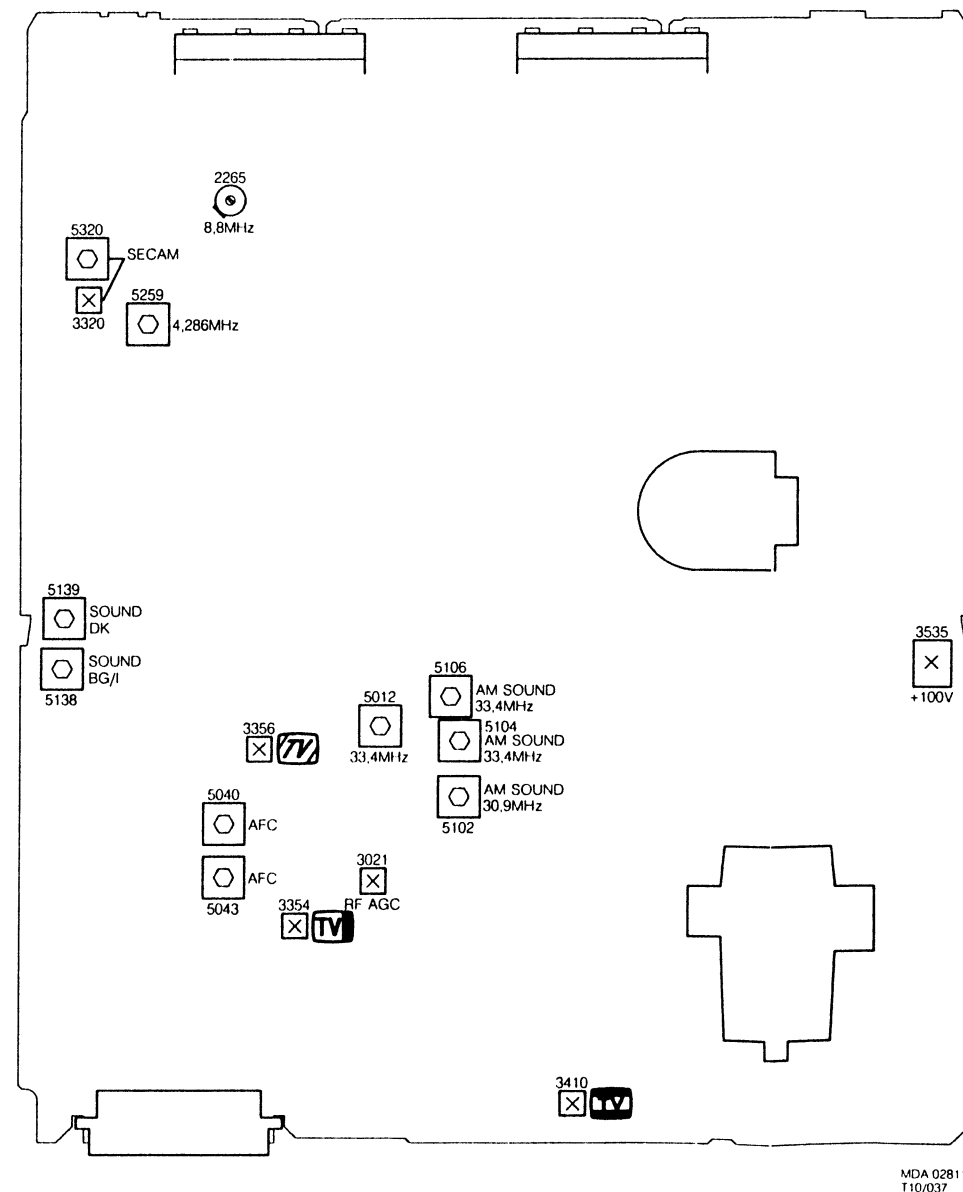 2265
8,8MHz
5320
SECAM
3320
5259
4,286MHz
5139
SOUND
DK
SOUND
BG/I
5138
3535
+100V
5106
AM SOUND
33,4MHz
5012
33,4MHz
5104
AM SOUND
33,4MHz
3356
TV
AM SOUND
30,9MHz
5102
5040
AFC
AFC
5043
3021
RF AGC
3354
TV
3410
TV
MDA 0281
T10/037